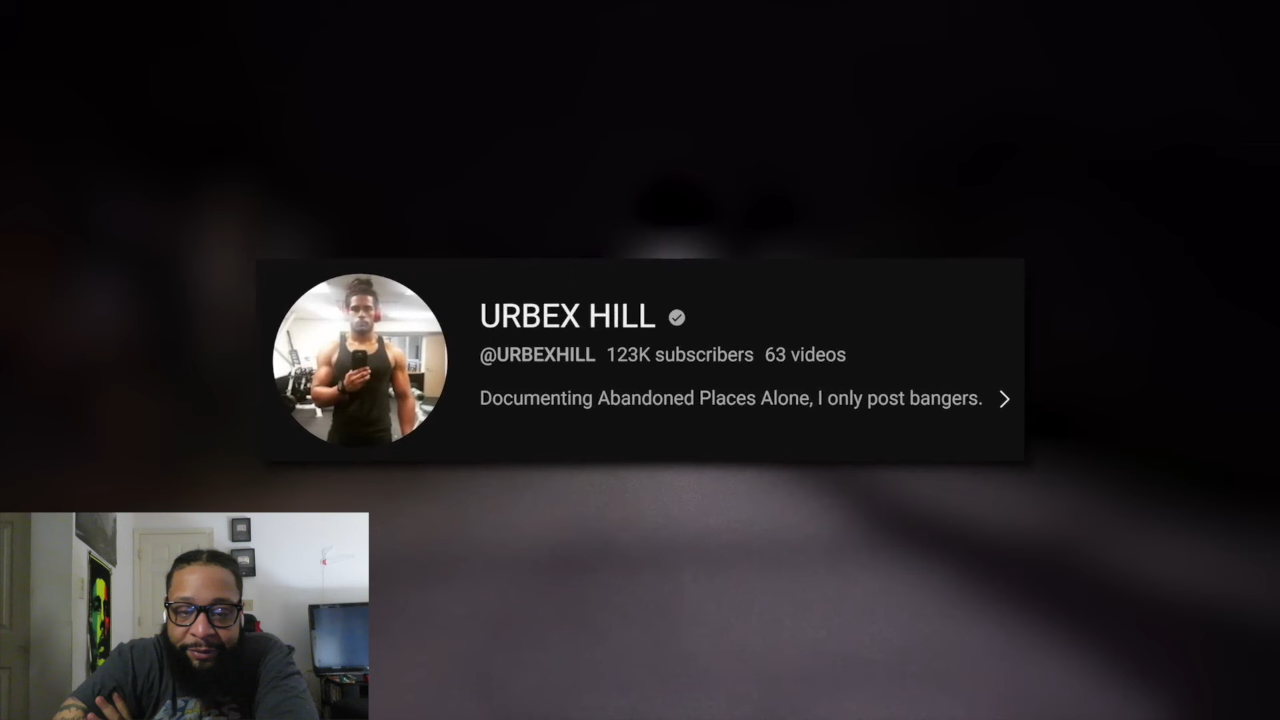 URBEX HILL
@URBEXHILL 123K subscribers 63 videos
Documenting Abandoned Places Alone, I only post bangers.